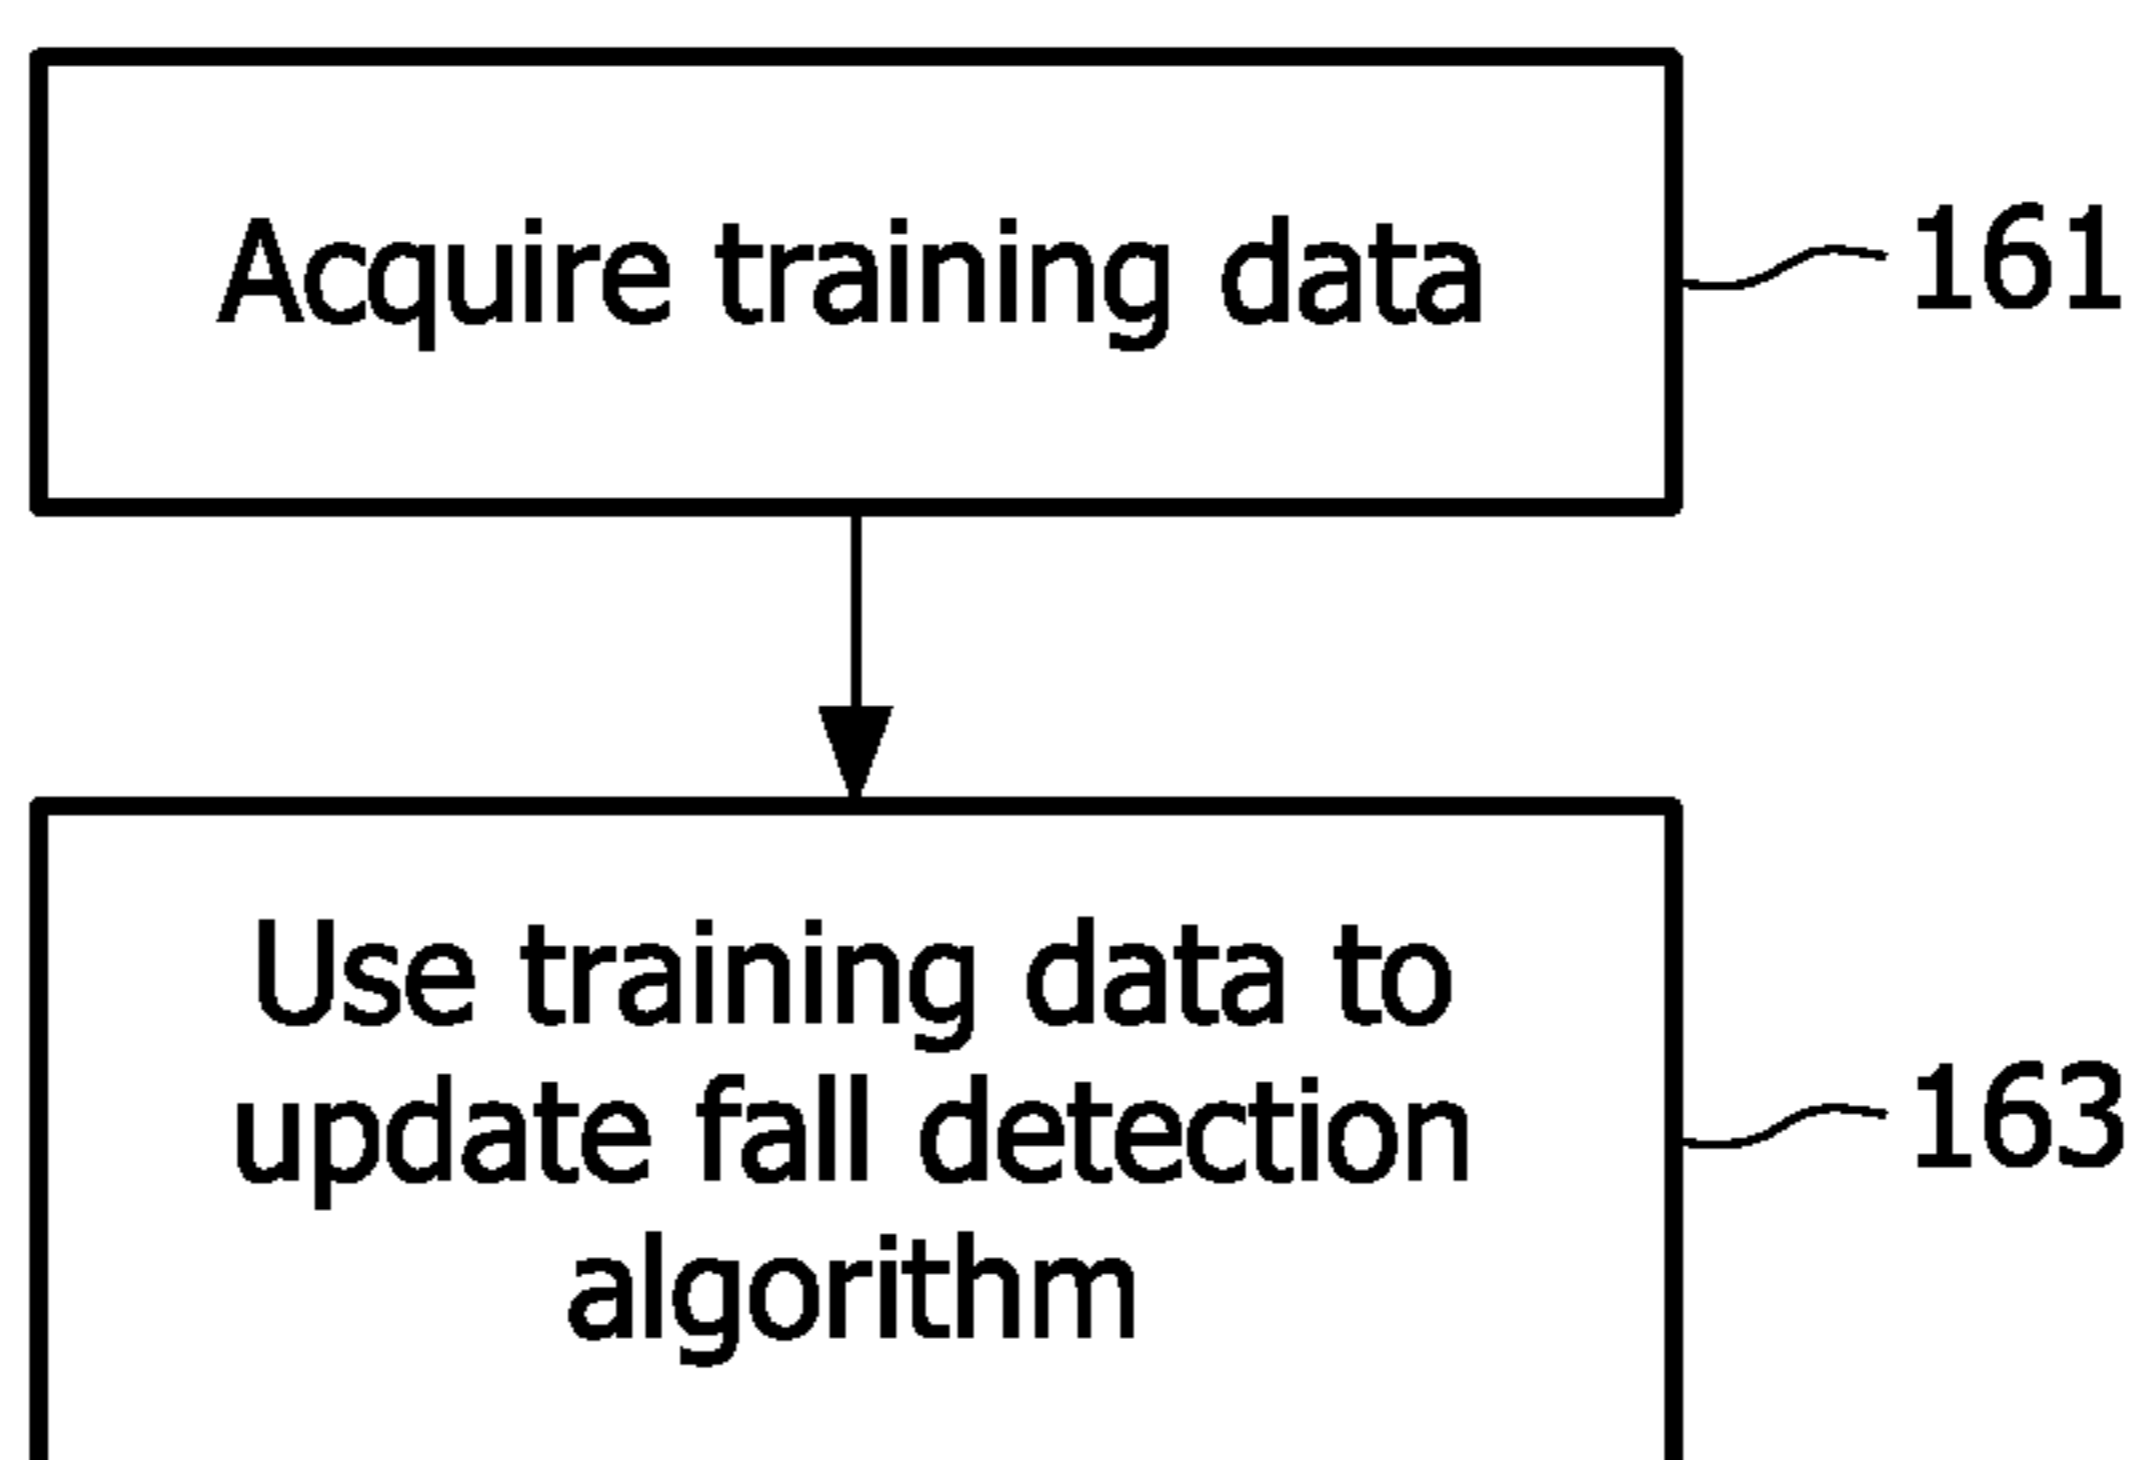 Acquire training data
161
Use training data to
update fall detection
algorithm
163